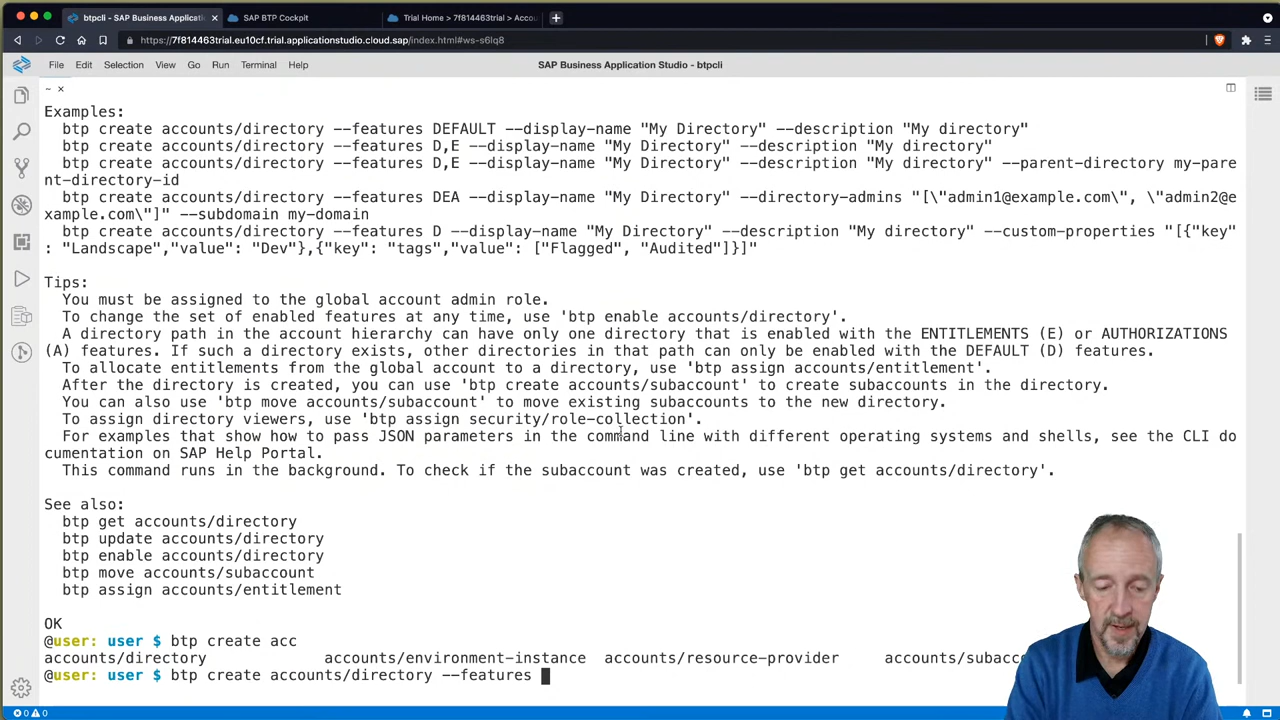 btpcli - SAP Business Applicati
SAP BTP Cockpit
Trial Home > 7f814463trial > Accou
https://7f814463trial.eu10cf.trial.applicationstudio.cloud.sap/index.html#ws-s6lq8
File Edit Selection View Go Run Terminal Help
SAP Business Application Studio - btpcli
~ ×
Examples:
btp create accounts/directory --features DEFAULT --display-name "My Directory" --description "My directory"
btp create accounts/directory --features D,E --display-name "My Directory" --description "My directory"
btp create accounts/directory --features D,E --display-name "My Directory" --description "My directory" --parent-directory my-pare
nt-directory-id
btp create accounts/directory --features DEA --display-name "My Directory" --directory-admins "[\"admin1@example.com\", \"admin2@e
xample.com\"]" --subdomain my-domain
btp create accounts/directory --features D --display-name "My Directory" --description "My directory" --custom-properties "[{"key"
: "Landscape","value": "Dev"},{"key": "tags","value": ["Flagged", "Audited"]}]"
Tips:
You must be assigned to the global account admin role.
To change the set of enabled features at any time, use 'btp enable accounts/directory'.
A directory path in the account hierarchy can have only one directory that is enabled with the ENTITLEMENTS (E) or AUTHORIZATIONS
(A) features. If such a directory exists, other directories in that path can only be enabled with the DEFAULT (D) features.
To allocate entitlements from the global account to a directory, use 'btp assign accounts/entitlement'.
After the directory is created, you can use 'btp create accounts/subaccount' to create subaccounts in the directory.
You can also use 'btp move accounts/subaccount' to move existing subaccounts to the new directory.
To assign directory viewers, use 'btp assign security/role-collection'.
For examples that show how to pass JSON parameters in the command line with different operating systems and shells, see the CLI do
cumentation on SAP Help Portal.
This command runs in the background. To check if the subaccount was created, use 'btp get accounts/directory'.
See also:
btp get accounts/directory
btp update accounts/directory
btp enable accounts/directory
btp move accounts/subaccount
btp assign accounts/entitlement
OK
@user: user $ btp create acc
accounts/directory accounts/environment-instance accounts/resource-provider accounts/subacc
@user: user $ btp create accounts/directory --features
0 0